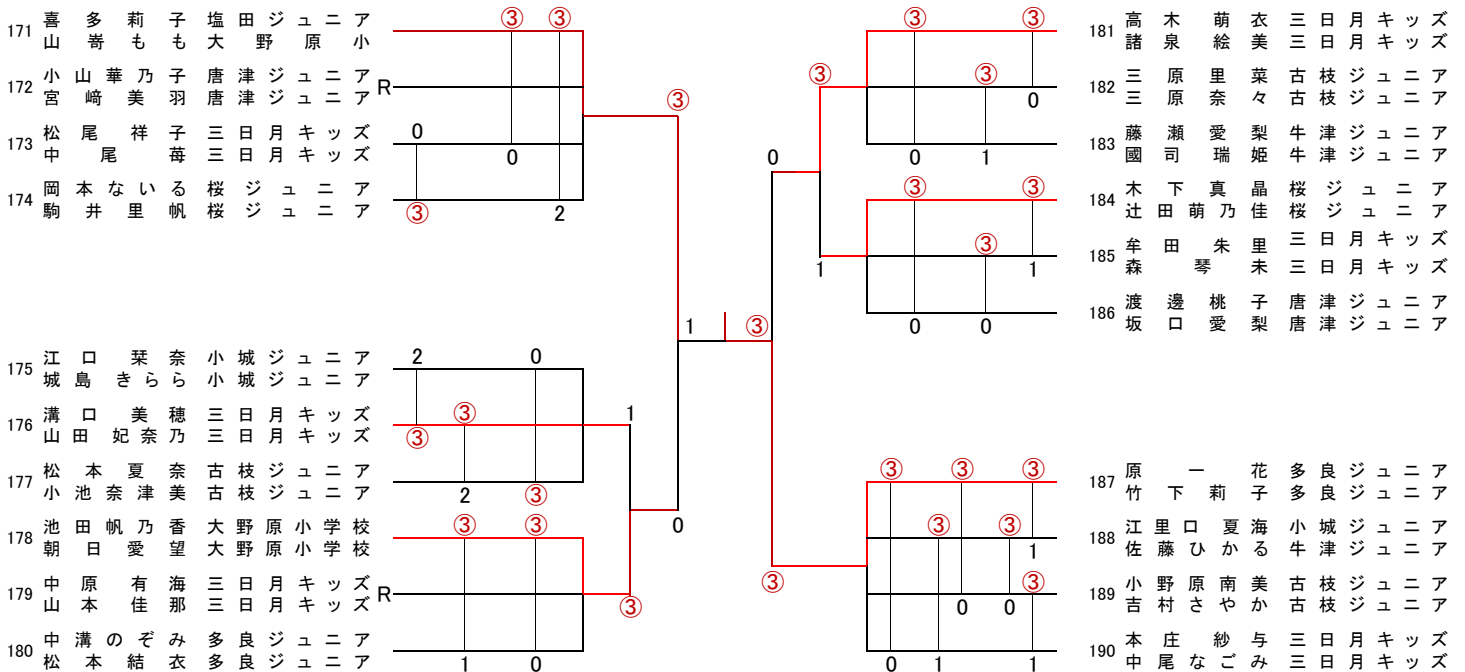 171 喜多莉子 塩田ジュニア ③ ③
山嵜もも 大野原小
172 小山華乃子 唐津ジュニア R
宮﨑美羽 唐津ジュニア
173 松尾祥子 三日月キッズ 0
中尾苺 三日月キッズ 0
174 岡本ないる 桜ジュニア
駒井里帆 桜ジュニア ③ 2
③
175 江口栞奈 小城ジュニア 2 0
城島きらら 小城ジュニア
176 溝口美穂 三日月キッズ ③ 1
山田妃奈乃 三日月キッズ ③
177 松本夏奈 古枝ジュニア
小池奈津美 古枝ジュニア 2 ③
178 池田帆乃香 大野原小学校 ③ ③ 0
朝日愛望 大野原小学校
179 中原有海 三日月キッズ R
山本佳那 三日月キッズ ③
180 中溝のぞみ 多良ジュニア
松本結衣 多良ジュニア 1 0
1 ③
③ ③ 181 高木萌衣 三日月キッズ
諸泉絵美 三日月キッズ
③ ③ 182 三原里菜 古枝ジュニア
0 三原奈々 古枝ジュニア
183 藤瀬愛梨 牛津ジュニア
0 0 1 國司瑞姫 牛津ジュニア
③ ③ 184 木下真晶 桜ジュニア
辻田萌乃佳 桜ジュニア
③ 185 牟田朱里 三日月キッズ
1 1 森琴未 三日月キッズ
186 渡邊桃子 唐津ジュニア
0 0 坂口愛梨 唐津ジュニア
③ ③ ③ 187 原一花 多良ジュニア
竹下莉子 多良ジュニア
③ ③ 188 江里口夏海 小城ジュニア
1 佐藤ひかる 牛津ジュニア
③ ③ 189 小野原南美 古枝ジュニア
0 0 吉村さやか 古枝ジュニア
190 本庄紗与 三日月キッズ
0 1 1 中尾なごみ 三日月キッズ